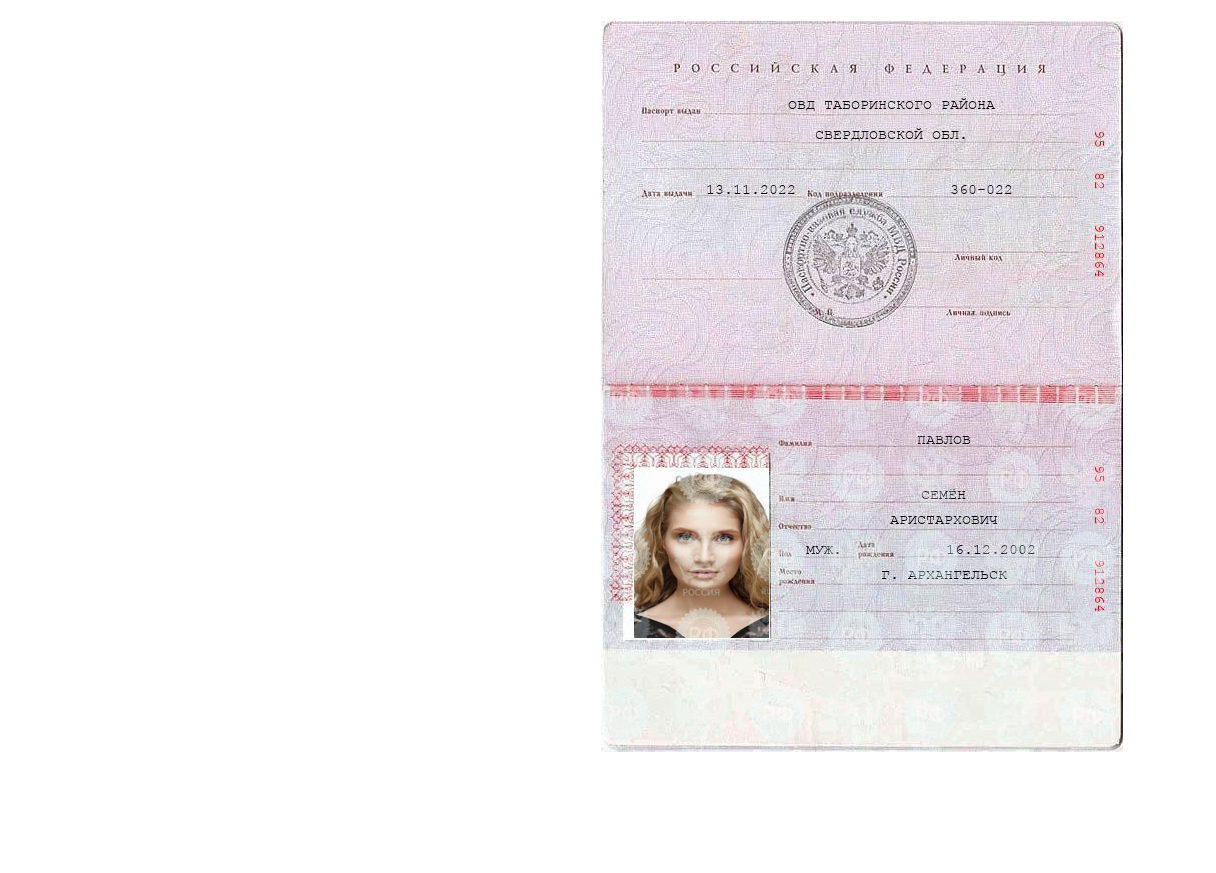 РОССИЙСКАЯ ФЕДЕРАЦИЯ
Паспорт выдан ОВД ТАБОРИНСКОГО РАЙОНА
СВЕРДЛОВСКОЙ ОБЛ.
Дата выдачи 13.11.2022 Код подразделения 360-022
Паспортно-визовая служба МВД России
Личный код
М.П.
Личная подпись
95 82 912864
Фамилия ПАВЛОВ
Имя СЕМЁН
Отчество АРИСТАРХОВИЧ
Пол МУЖ. Дата рождения 16.12.2002
Место рождения Г. АРХАНГЕЛЬСК
95 82 912864
РОССИЯ
РФ